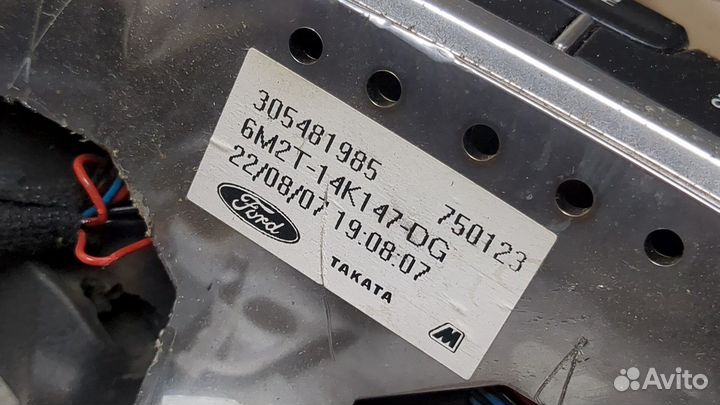 305481985 750123
6M2T-14K147-DG
22/08/07 19:08:07
Ford TAKATA
M
Avito